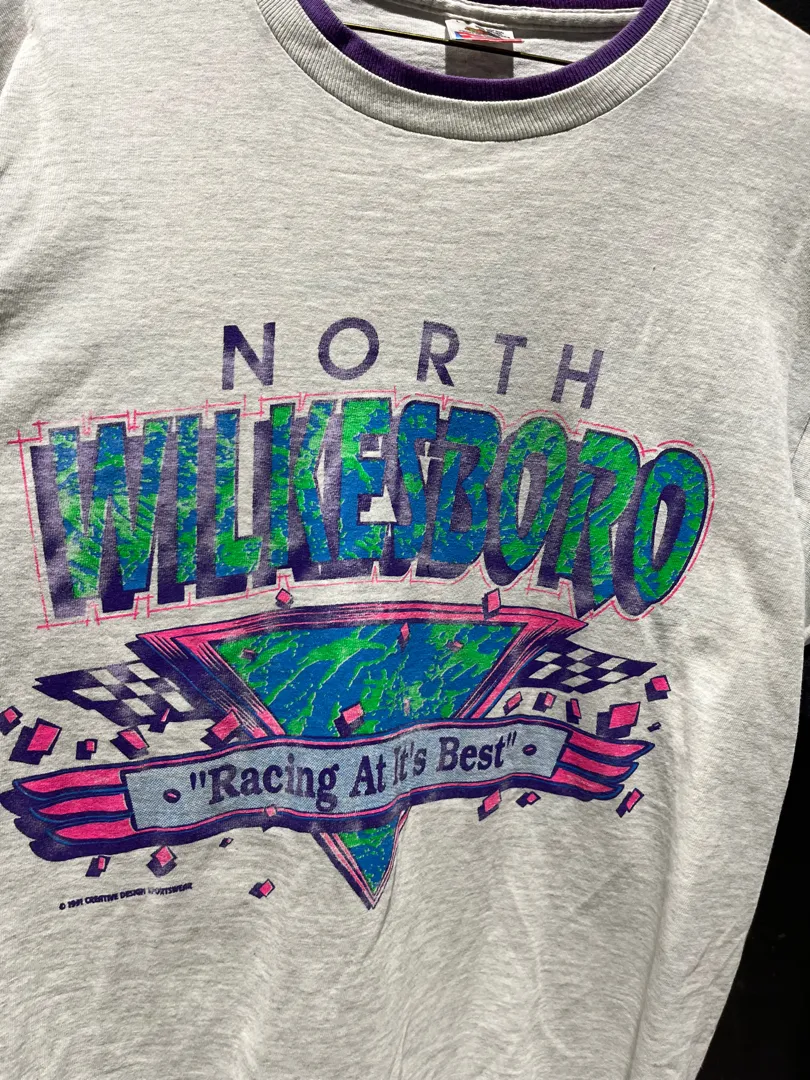 NORTH
WILKESBORO
"Racing At It's Best"
© 1991 CREATIVE DESIGN SPORTSWEAR